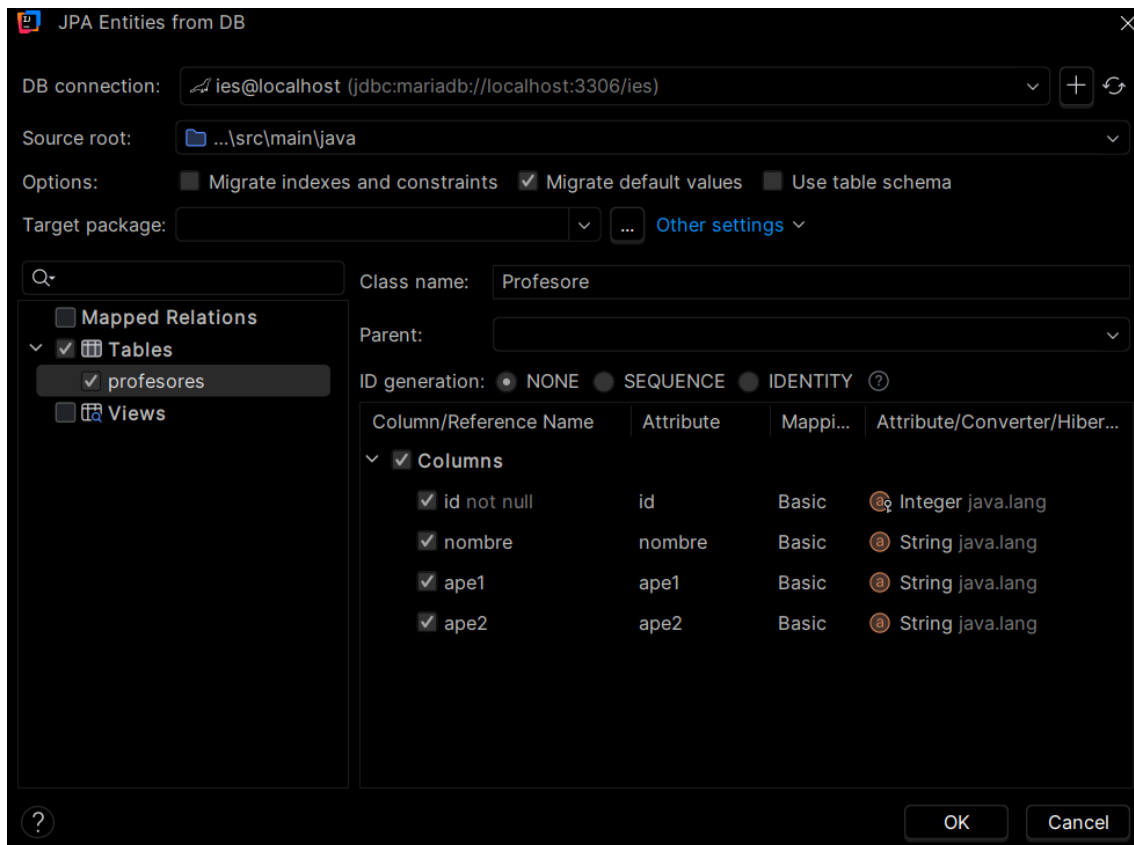 JPA Entities from DB
DB connection: ies@localhost (jdbc:mariadb://localhost:3306/ies)
Source root: ...\src\main\java
Options: Migrate indexes and constraints Migrate default values Use table schema
Target package: ... Other settings
Class name: Profesore
Mapped Relations
Parent:
Tables
profesores
ID generation: NONE SEQUENCE IDENTITY ?
Views
Column/Reference Name Attribute Mappi... Attribute/Converter/Hiber...
Columns
id not null id Basic Integer java.lang
nombre nombre Basic String java.lang
ape1 ape1 Basic String java.lang
ape2 ape2 Basic String java.lang
? OK Cancel